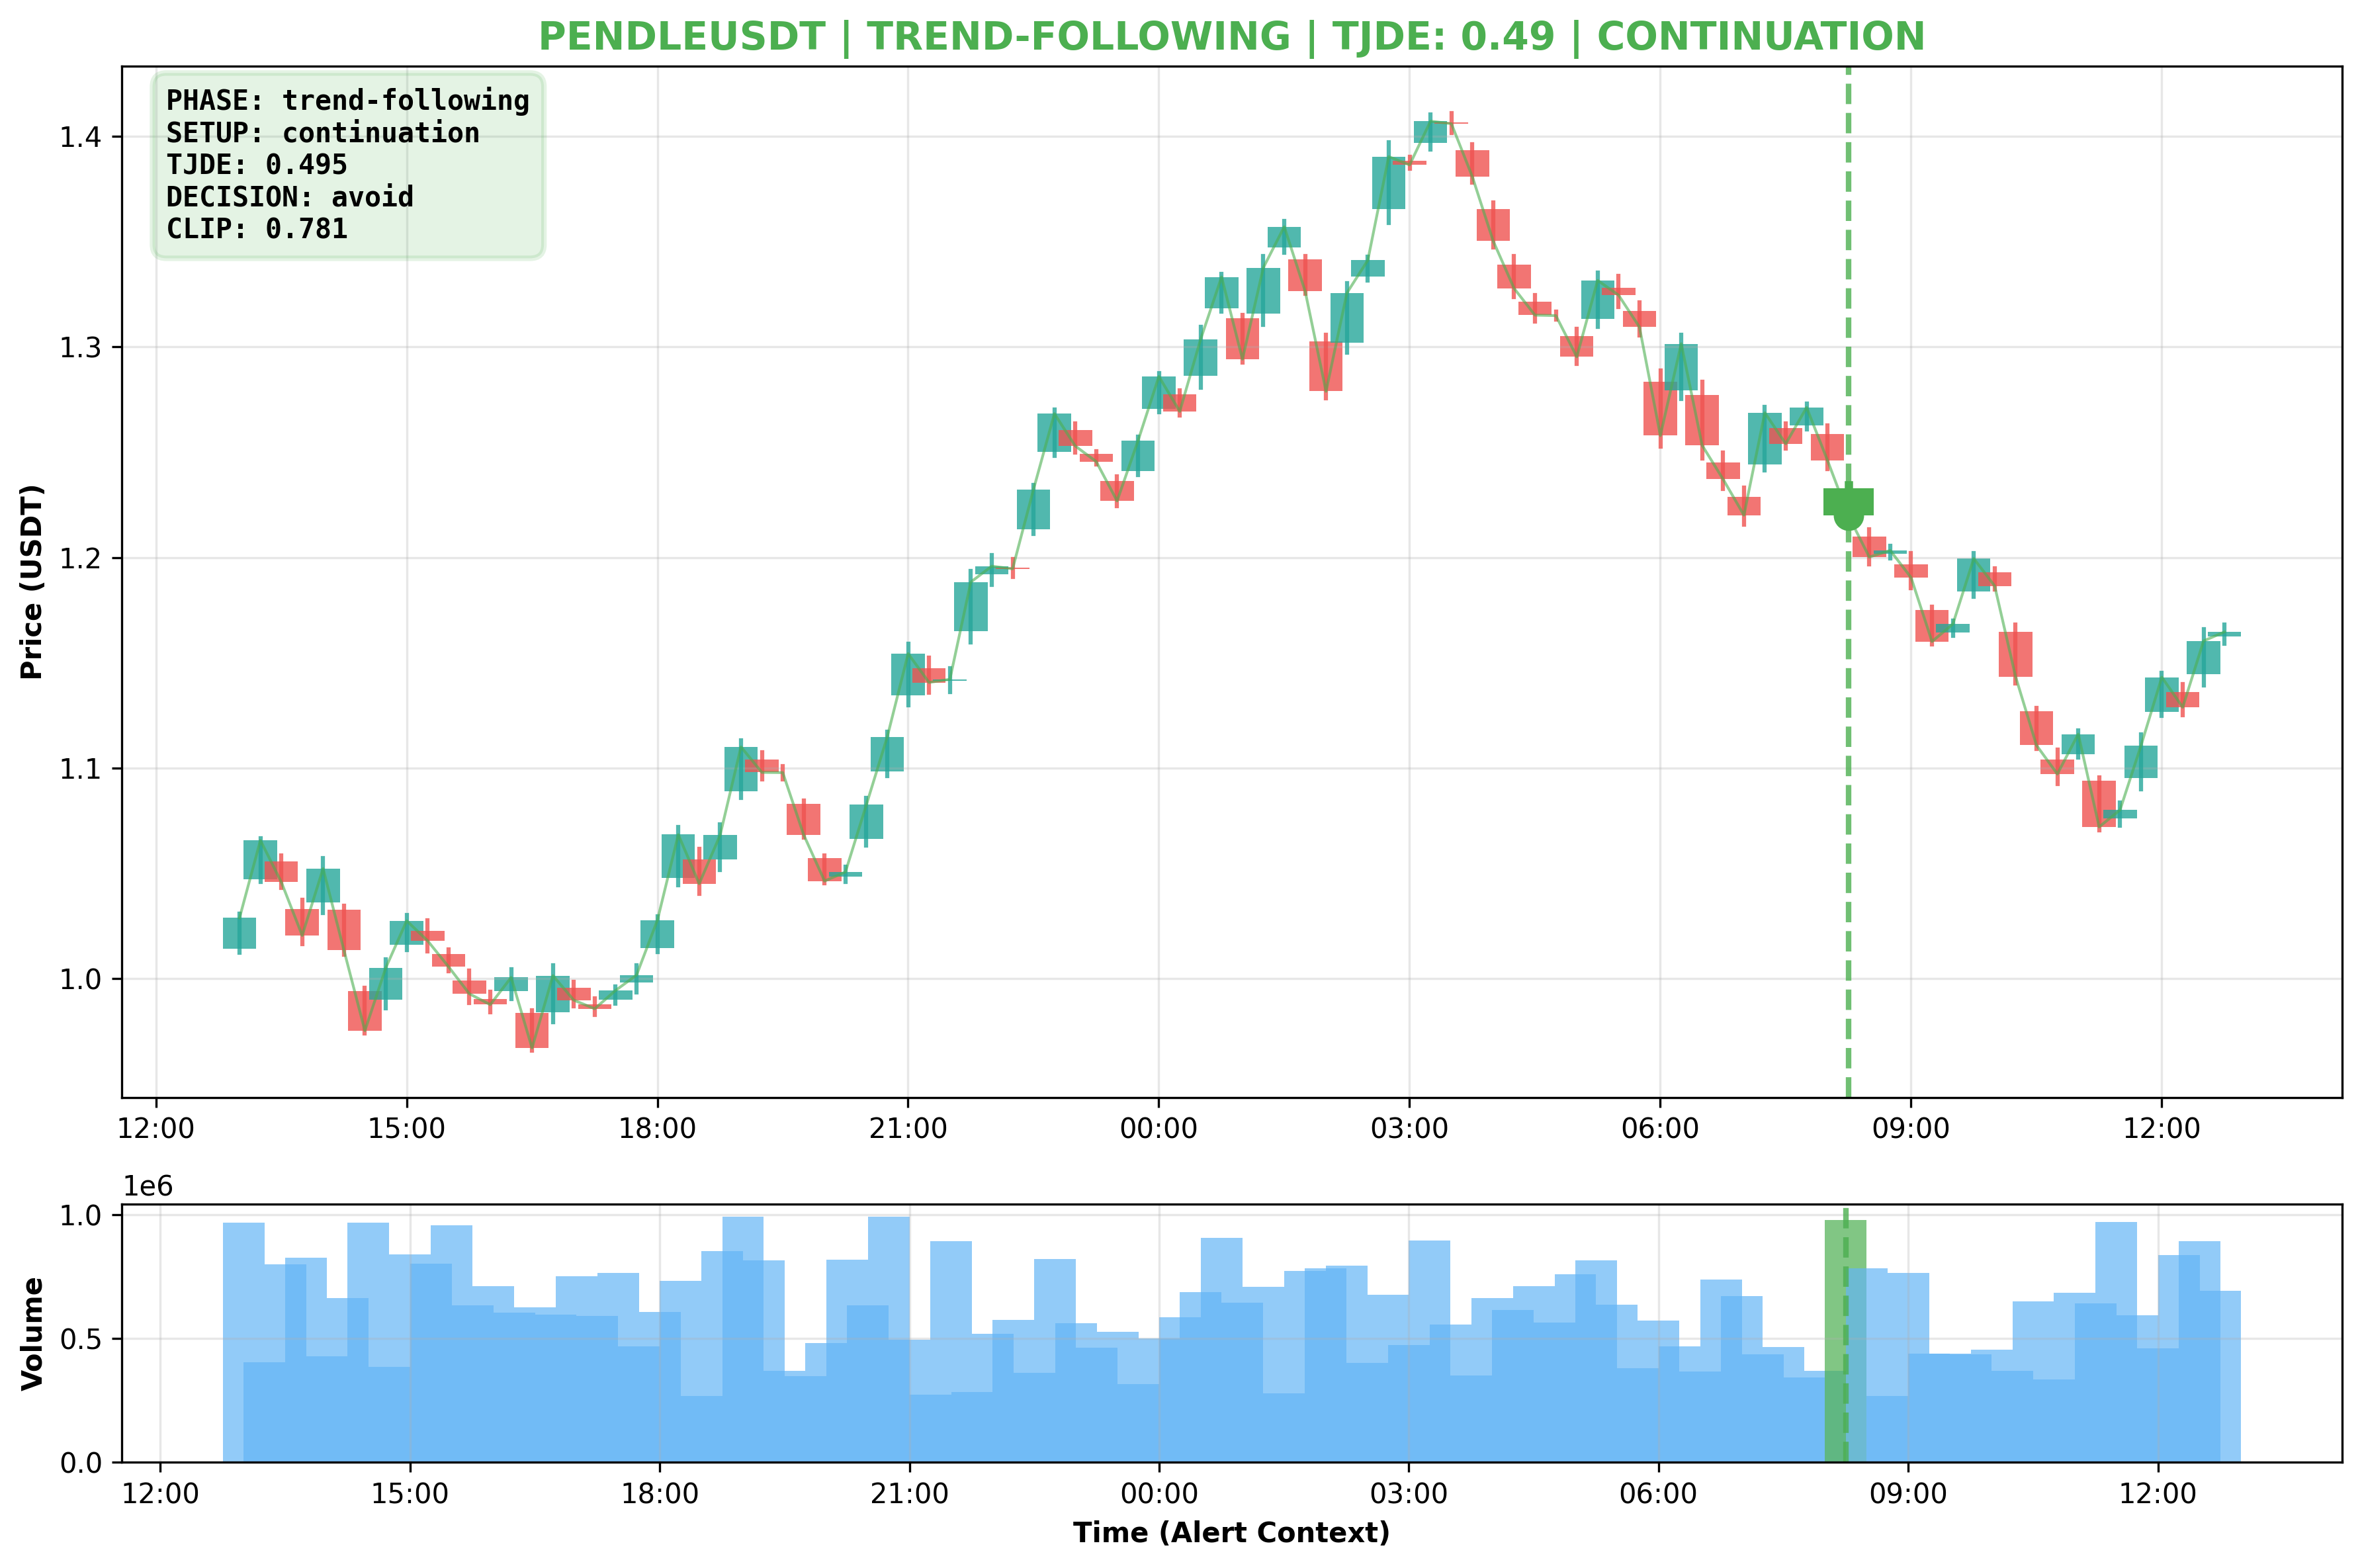 PENDLEUSDT | TREND-FOLLOWING | TJDE: 0.49 | CONTINUATION
PHASE: trend-following
SETUP: continuation
TJDE: 0.495
DECISION: avoid
CLIP: 0.781
Price (USDT)
1.4
1.3
1.2
1.1
1.0
12:00 15:00 18:00 21:00 00:00 03:00 06:00 09:00 12:00
1e6
Volume
1.0
0.5
0.0
12:00 15:00 18:00 21:00 00:00 03:00 06:00 09:00 12:00
Time (Alert Context)